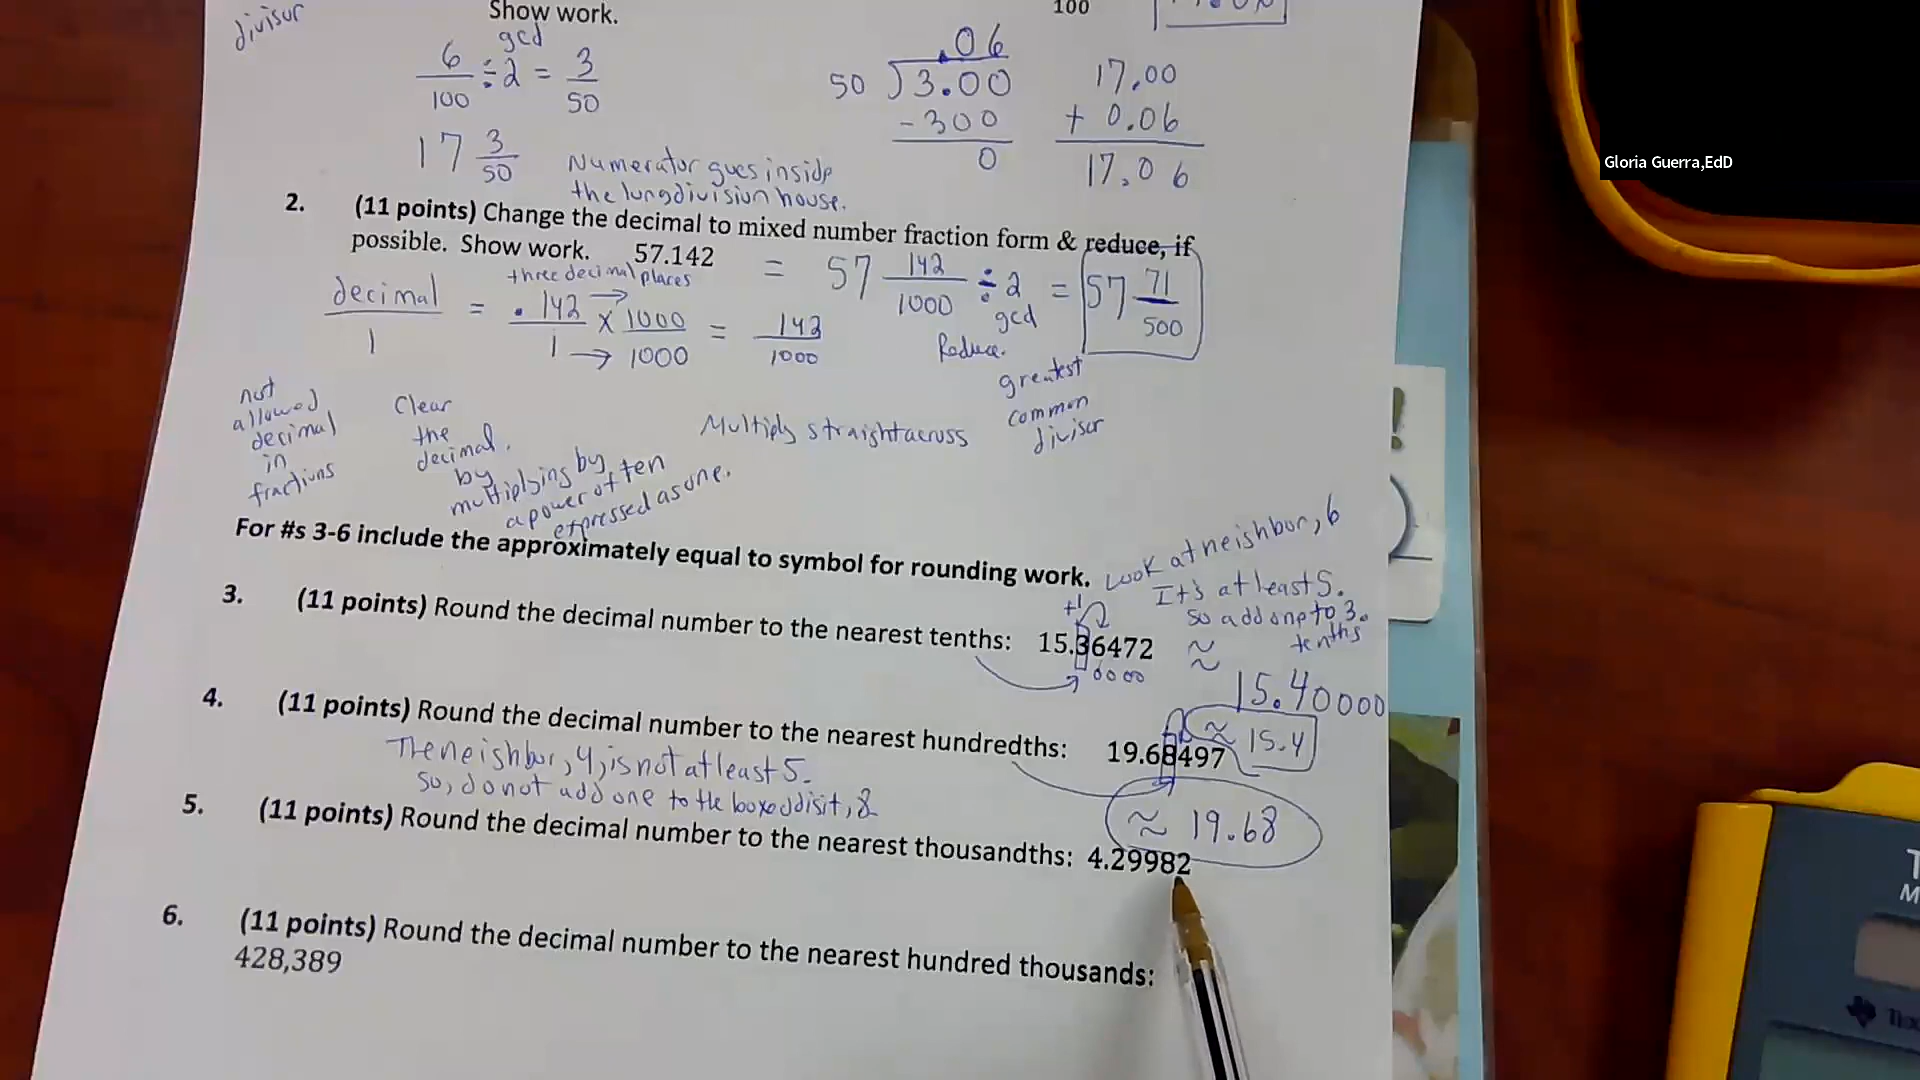 divisor
Show work.
100
gcd
6/100 ÷ 2 = 3/50
.06
50 ) 3.00
- 300
0
17.00
+ 0.06
17.06
17 3/50
Numerator goes inside
the long division house.
2. (11 points) Change the decimal to mixed number fraction form & reduce, if
possible. Show work. 57.142 = 57 142/1000 ÷ 2 = 57 71/500
gcd
three decimal places
decimal/1 = .142/1 × 1000/1000 = 142/1000
Reduce.
greatest
common
divisor
not
allowed
decimal
in
fractions
Clear
the
decimal.
by
multiplying by
a power of ten
expressed as one.
Multiply straight across
For #s 3-6 include the approximately equal to symbol for rounding work.
Look at neishbor, 6
It's at least 5.
so add one to 3.
tenths
3. (11 points) Round the decimal number to the nearest tenths: 15.36472 ≈
+1
0000
15.40000
≈ 15.4
4. (11 points) Round the decimal number to the nearest hundredths: 19.68497
The neishbor, 4, is not at least 5.
so, do not add one to the boxed disit, 8
≈ 19.68
5. (11 points) Round the decimal number to the nearest thousandths: 4.29982
6. (11 points) Round the decimal number to the nearest hundred thousands:
428,389
Gloria Guerra,EdD